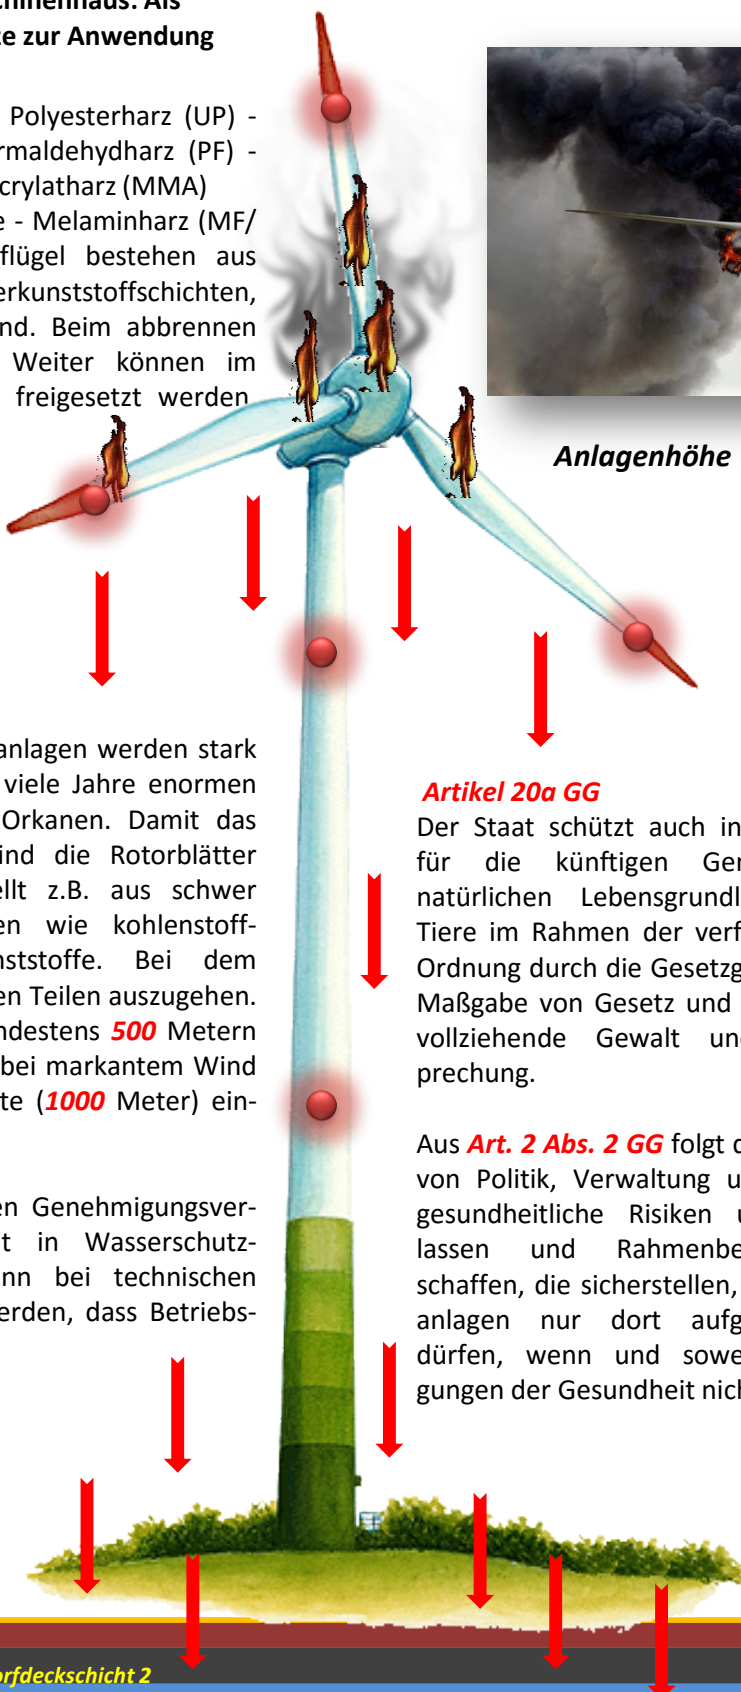 chinenhaus. Als
ze zur Anwendung
Polyesterharz (UP) -
rmaldehydharz (PF) -
crylatharz (MMA)
e - Melaminharz (MF/
flügel bestehen aus
erkunststoffschichten,
nd. Beim abbrennen
Weiter können im
freigesetzt werden
Anlagenhöhe
anlagen werden stark
viele Jahre enormen
Orkanen. Damit das
ind die Rotorblätter
ellt z.B. aus schwer
en wie kohlenstoff-
nststoffe. Bei dem
en Teilen auszugehen.
ndestens 500 Metern
bei markantem Wind
te (1000 Meter) ein-
en Genehmigungsver-
t in Wasserschutz-
nn bei technischen
erden, dass Betriebs-
Artikel 20a GG
Der Staat schützt auch in
für die künftigen Gen
natürlichen Lebensgrundl
Tiere im Rahmen der verf
Ordnung durch die Gesetzg
Maßgabe von Gesetz und
vollziehende Gewalt un
prechung.
Aus Art. 2 Abs. 2 GG folgt d
von Politik, Verwaltung u
gesundheitliche Risiken u
lassen und Rahmenbe
schaffen, die sicherstellen,
anlagen nur dort aufg
dürfen, wenn und sowe
gungen der Gesundheit nich
orfdeckschicht 2